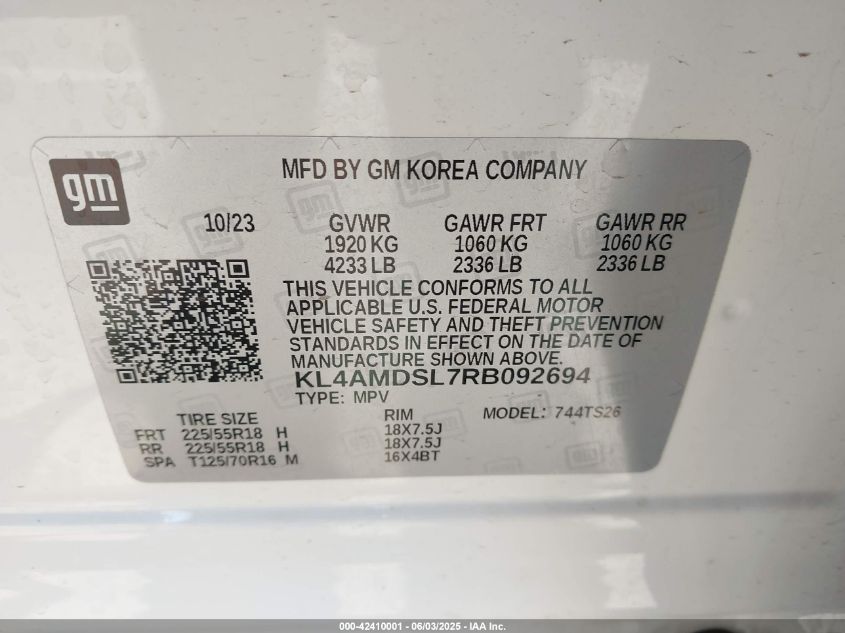 gm
MFD BY GM KOREA COMPANY
10/23 GVWR GAWR FRT GAWR RR
1920 KG 1060 KG 1060 KG
4233 LB 2336 LB 2336 LB
THIS VEHICLE CONFORMS TO ALL
APPLICABLE U.S. FEDERAL MOTOR
VEHICLE SAFETY AND THEFT PREVENTION
STANDARDS IN EFFECT ON THE DATE OF
MANUFACTURE SHOWN ABOVE.
KL4AMDSL7RB092694
TYPE: MPV
TIRE SIZE RIM MODEL: 744TS26
FRT 225/55R18 H 18X7.5J
RR 225/55R18 H 18X7.5J
SPA T125/70R16 M 16X4BT
000-42410001 - 06/03/2025 - IAA Inc.